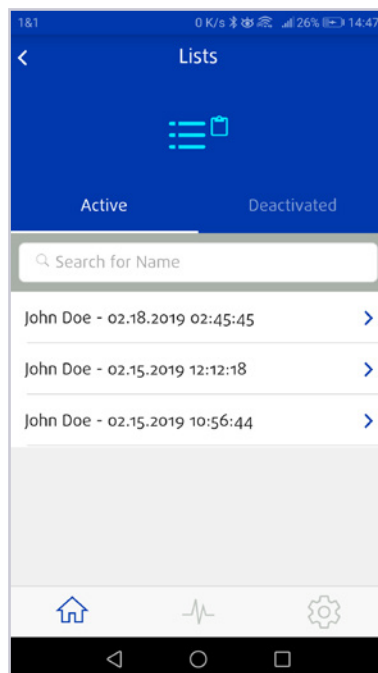 1&1 0 K/s 26% 14:47
Lists
Active Deactivated
Search for Name
John Doe - 02.18.2019 02:45:45
John Doe - 02.15.2019 12:12:18
John Doe - 02.15.2019 10:56:44